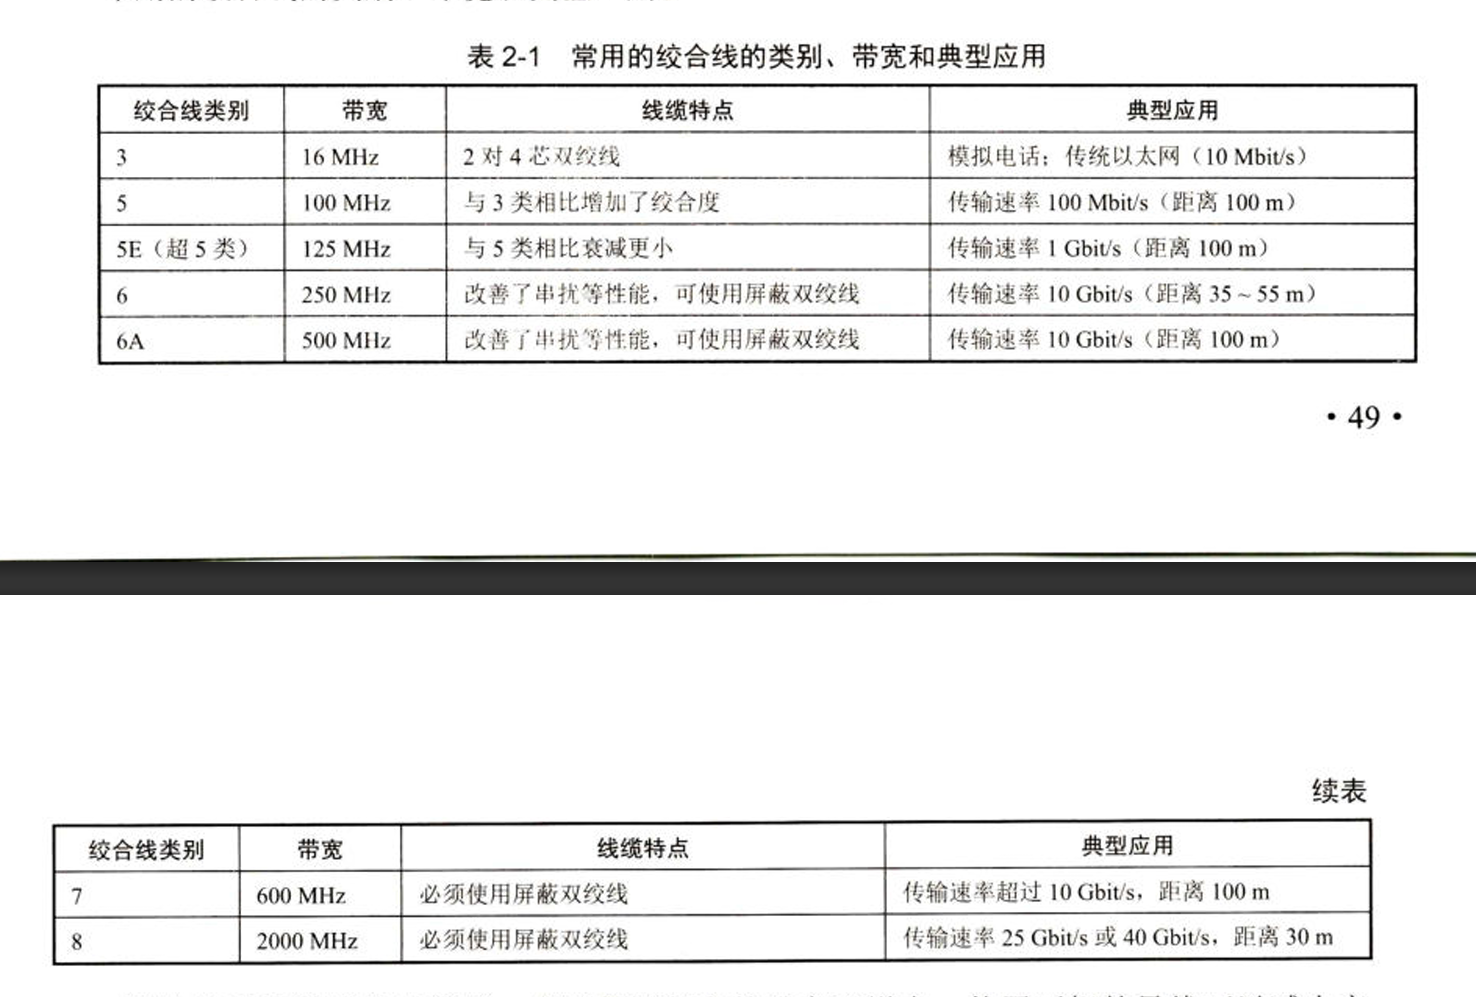 表 2-1 常用的绞合线的类别、带宽和典型应用
绞合线类别 带宽 线缆特点 典型应用
3 16 MHz 2 对 4 芯双绞线 模拟电话；传统以太网（10 Mbit/s）
5 100 MHz 与 3 类相比增加了绞合度 传输速率 100 Mbit/s（距离 100 m）
5E（超 5 类） 125 MHz 与 5 类相比衰减更小 传输速率 1 Gbit/s（距离 100 m）
6 250 MHz 改善了串扰等性能，可使用屏蔽双绞线 传输速率 10 Gbit/s（距离 35 ~ 55 m）
6A 500 MHz 改善了串扰等性能，可使用屏蔽双绞线 传输速率 10 Gbit/s（距离 100 m）
• 49 •
续表
绞合线类别 带宽 线缆特点 典型应用
7 600 MHz 必须使用屏蔽双绞线 传输速率超过 10 Gbit/s，距离 100 m
8 2000 MHz 必须使用屏蔽双绞线 传输速率 25 Gbit/s 或 40 Gbit/s，距离 30 m